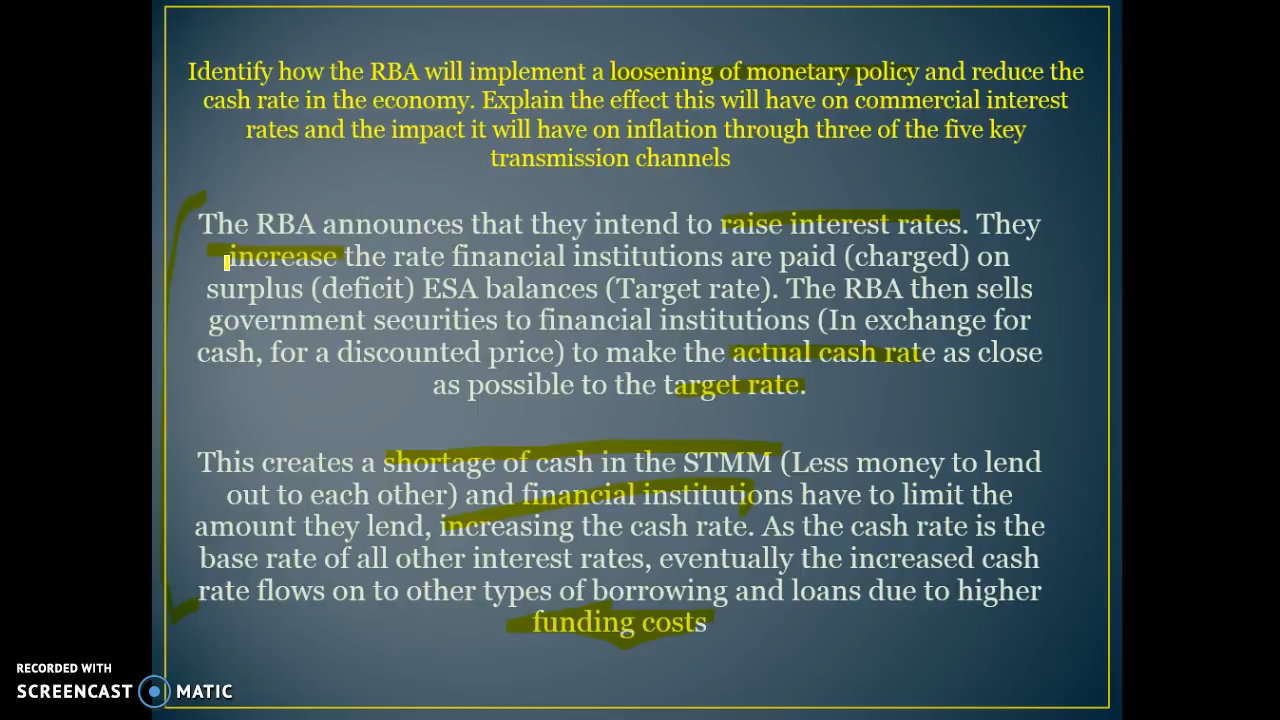 Identify how the RBA will implement a loosening of monetary policy and reduce the
cash rate in the economy. Explain the effect this will have on commercial interest
rates and the impact it will have on inflation through three of the five key
transmission channels
The RBA announces that they intend to raise interest rates. They
increase the rate financial institutions are paid (charged) on
surplus (deficit) ESA balances (Target rate). The RBA then sells
government securities to financial institutions (In exchange for
cash, for a discounted price) to make the actual cash rate as close
as possible to the target rate.
This creates a shortage of cash in the STMM (Less money to lend
out to each other) and financial institutions have to limit the
amount they lend, increasing the cash rate. As the cash rate is the
base rate of all other interest rates, eventually the increased cash
rate flows on to other types of borrowing and loans due to higher
funding costs
RECORDED WITH
SCREENCAST MATIC